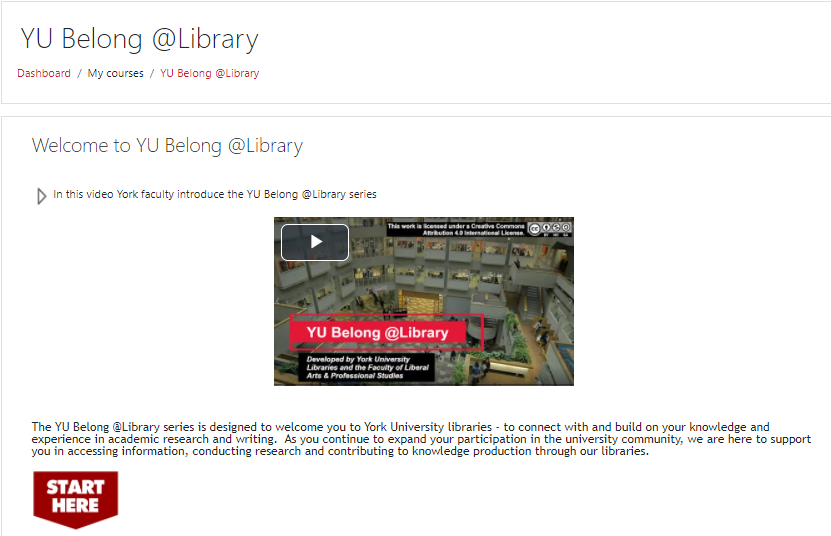 YU Belong @Library
Dashboard / My courses / YU Belong @Library
Welcome to YU Belong @Library
In this video York faculty introduce the YU Belong @Library series
This work is licensed under a Creative Commons
Attribution 4.0 International License.
YU Belong @Library
Developed by York University
Libraries and the Faculty of Liberal
Arts & Professional Studies
The YU Belong @Library series is designed to welcome you to York University libraries - to connect with and build on your knowledge and
experience in academic research and writing.  As you continue to expand your participation in the university community, we are here to support
you in accessing information, conducting research and contributing to knowledge production through our libraries.
START
HERE